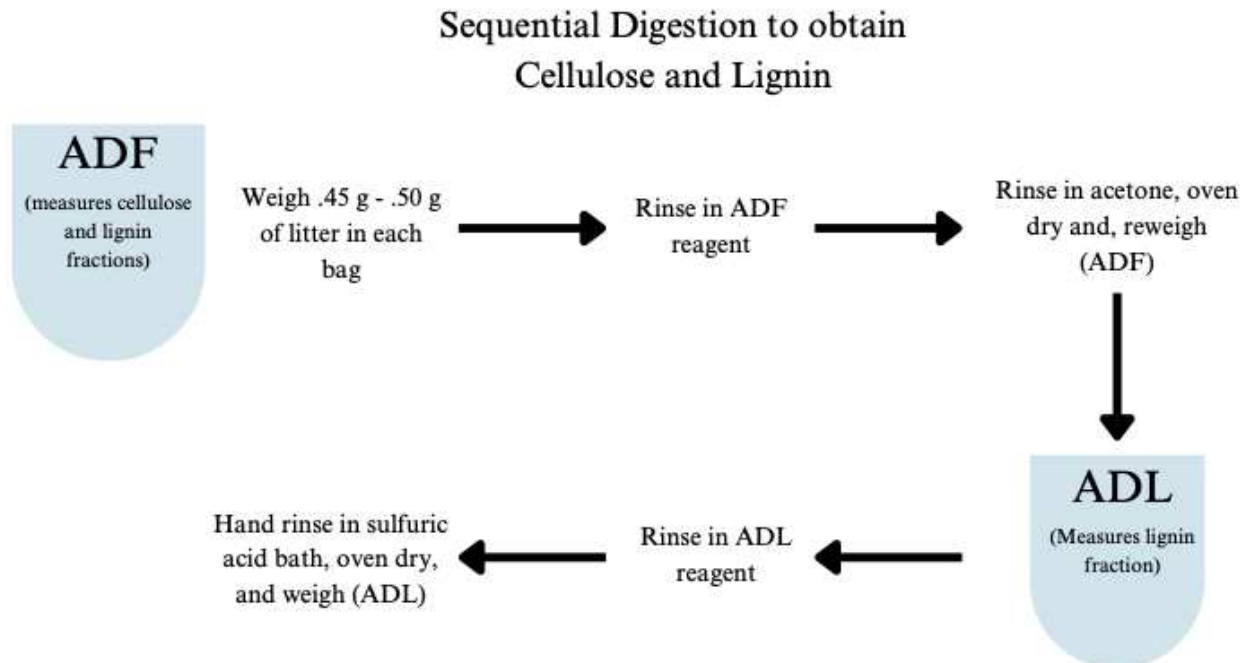 Sequential Digestion to obtain
Cellulose and Lignin
ADF
(measures cellulose
and lignin
fractions)
Weigh .45 g - .50 g
of litter in each
bag
Rinse in ADF
reagent
Rinse in acetone, oven
dry and, reweigh
(ADF)
ADL
(Measures lignin
fraction)
Rinse in ADL
reagent
Hand rinse in sulfuric
acid bath, oven dry,
and weigh (ADL)